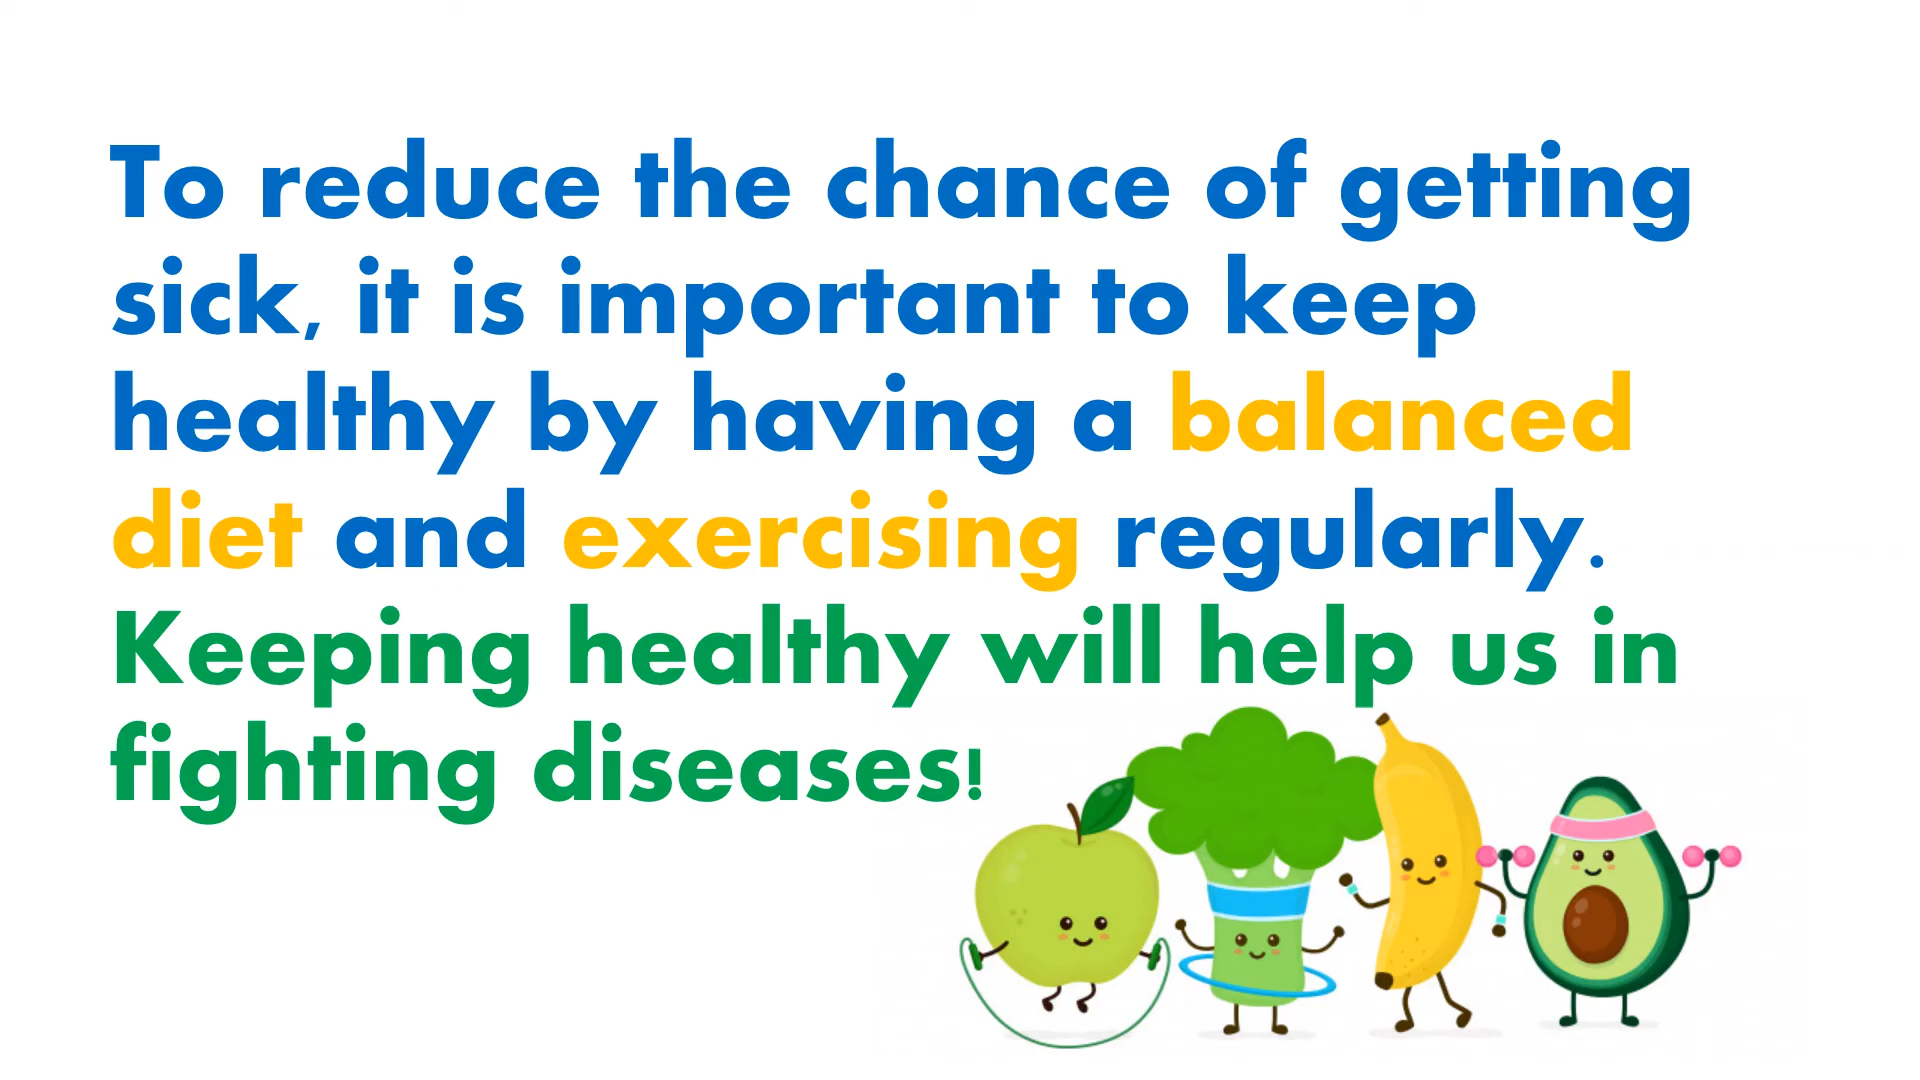 To reduce the chance of getting
sick, it is important to keep
healthy by having a balanced
diet and exercising regularly.
Keeping healthy will help us in
fighting diseases!